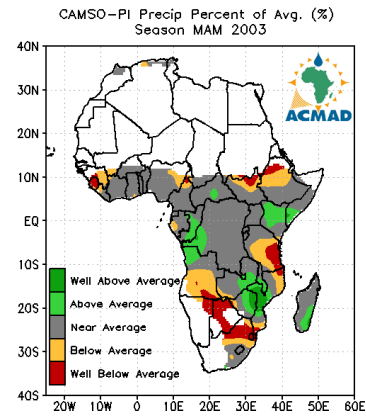 CAMSO-PI Precip Percent of Avg. (%)
Season MAM 2003
ACMAD
40N
30N
20N
10N
EQ
10S
20S
30S
40S
Well Above Average
Above Average
Near Average
Below Average
Well Below Average
20W 10W 0 10E 20E 30E 40E 50E 60E